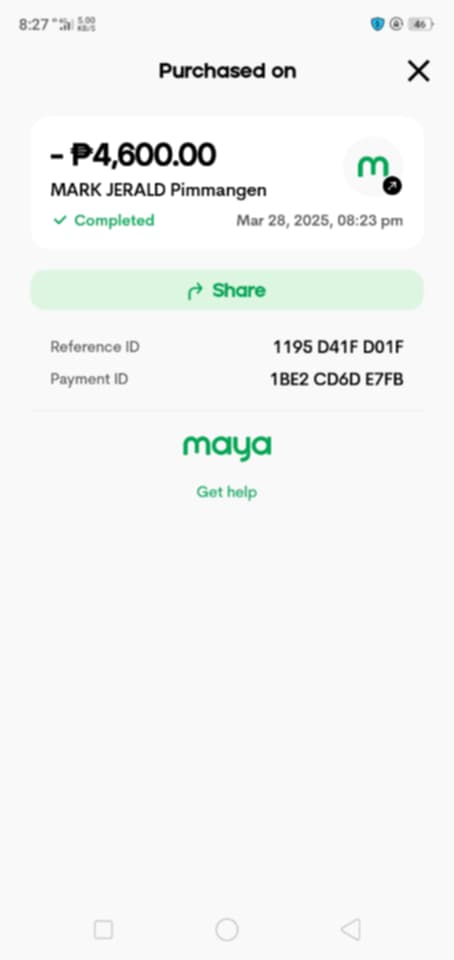 8:27 5.00 KB/S 46
Purchased on
- ₱4,600.00
MARK JERALD Pimmangen
Completed Mar 28, 2025, 08:23 pm
Share
Reference ID 1195 D41F D01F
Payment ID 1BE2 CD6D E7FB
maya
Get help